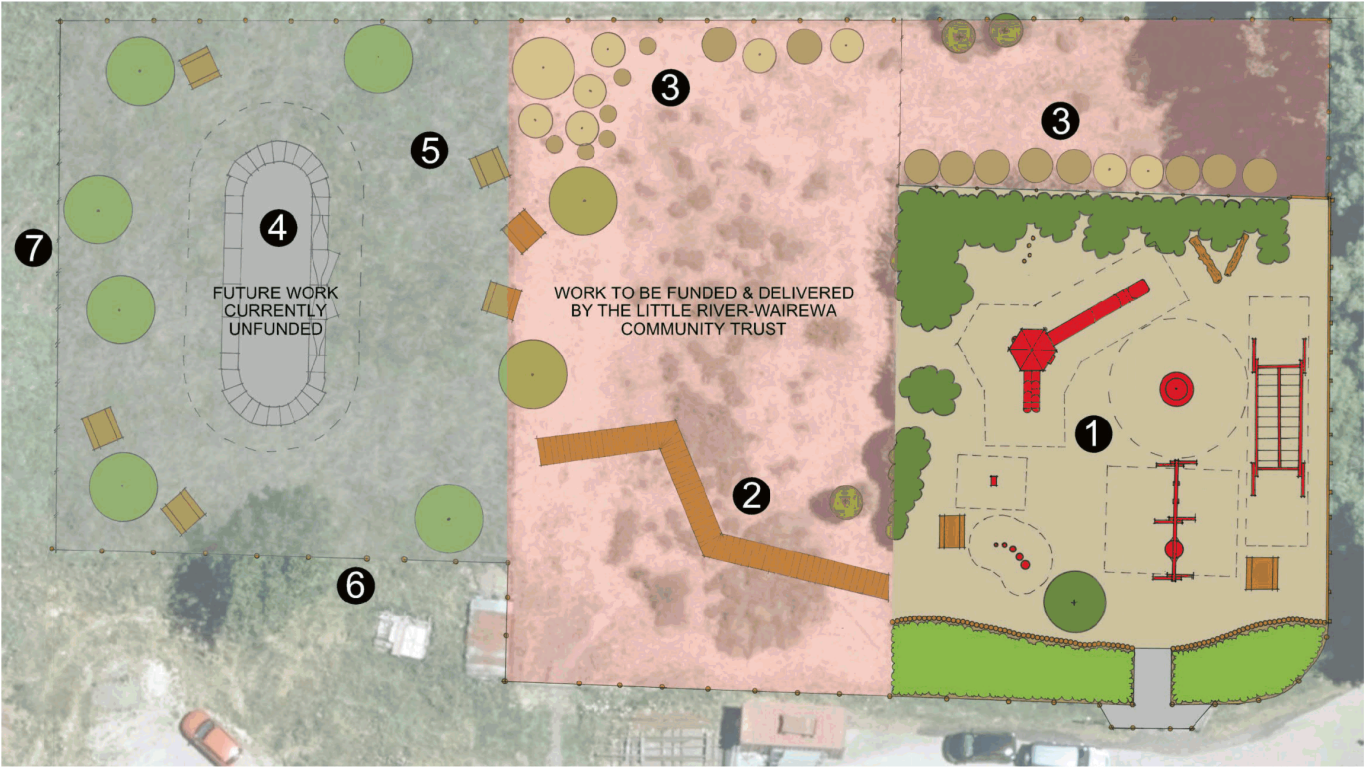 3
3
5
7
4
FUTURE WORK
CURRENTLY
UNFUNDED
WORK TO BE FUNDED & DELIVERED
BY THE LITTLE RIVER-WAIREWA
COMMUNITY TRUST
1
2
6